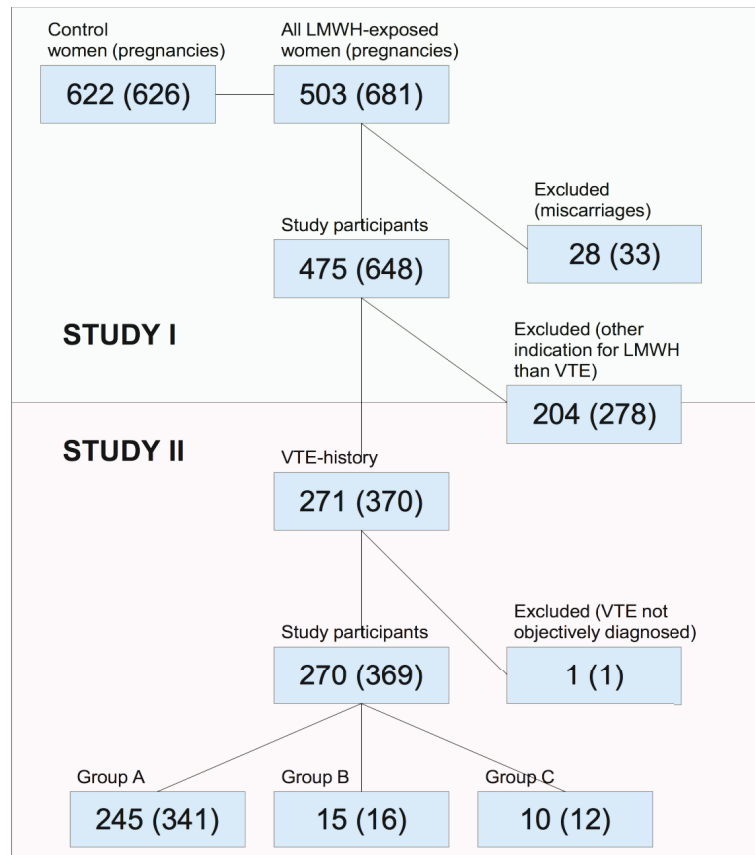 Control
women (pregnancies)
622 (626)
All LMWH-exposed
women (pregnancies)
503 (681)
Excluded
(miscarriages)
28 (33)
Study participants
475 (648)
STUDY I
Excluded (other
indication for LMWH
than VTE)
204 (278)
STUDY II
VTE-history
271 (370)
Excluded (VTE not
objectively diagnosed)
1 (1)
Study participants
270 (369)
Group A
245 (341)
Group B
15 (16)
Group C
10 (12)